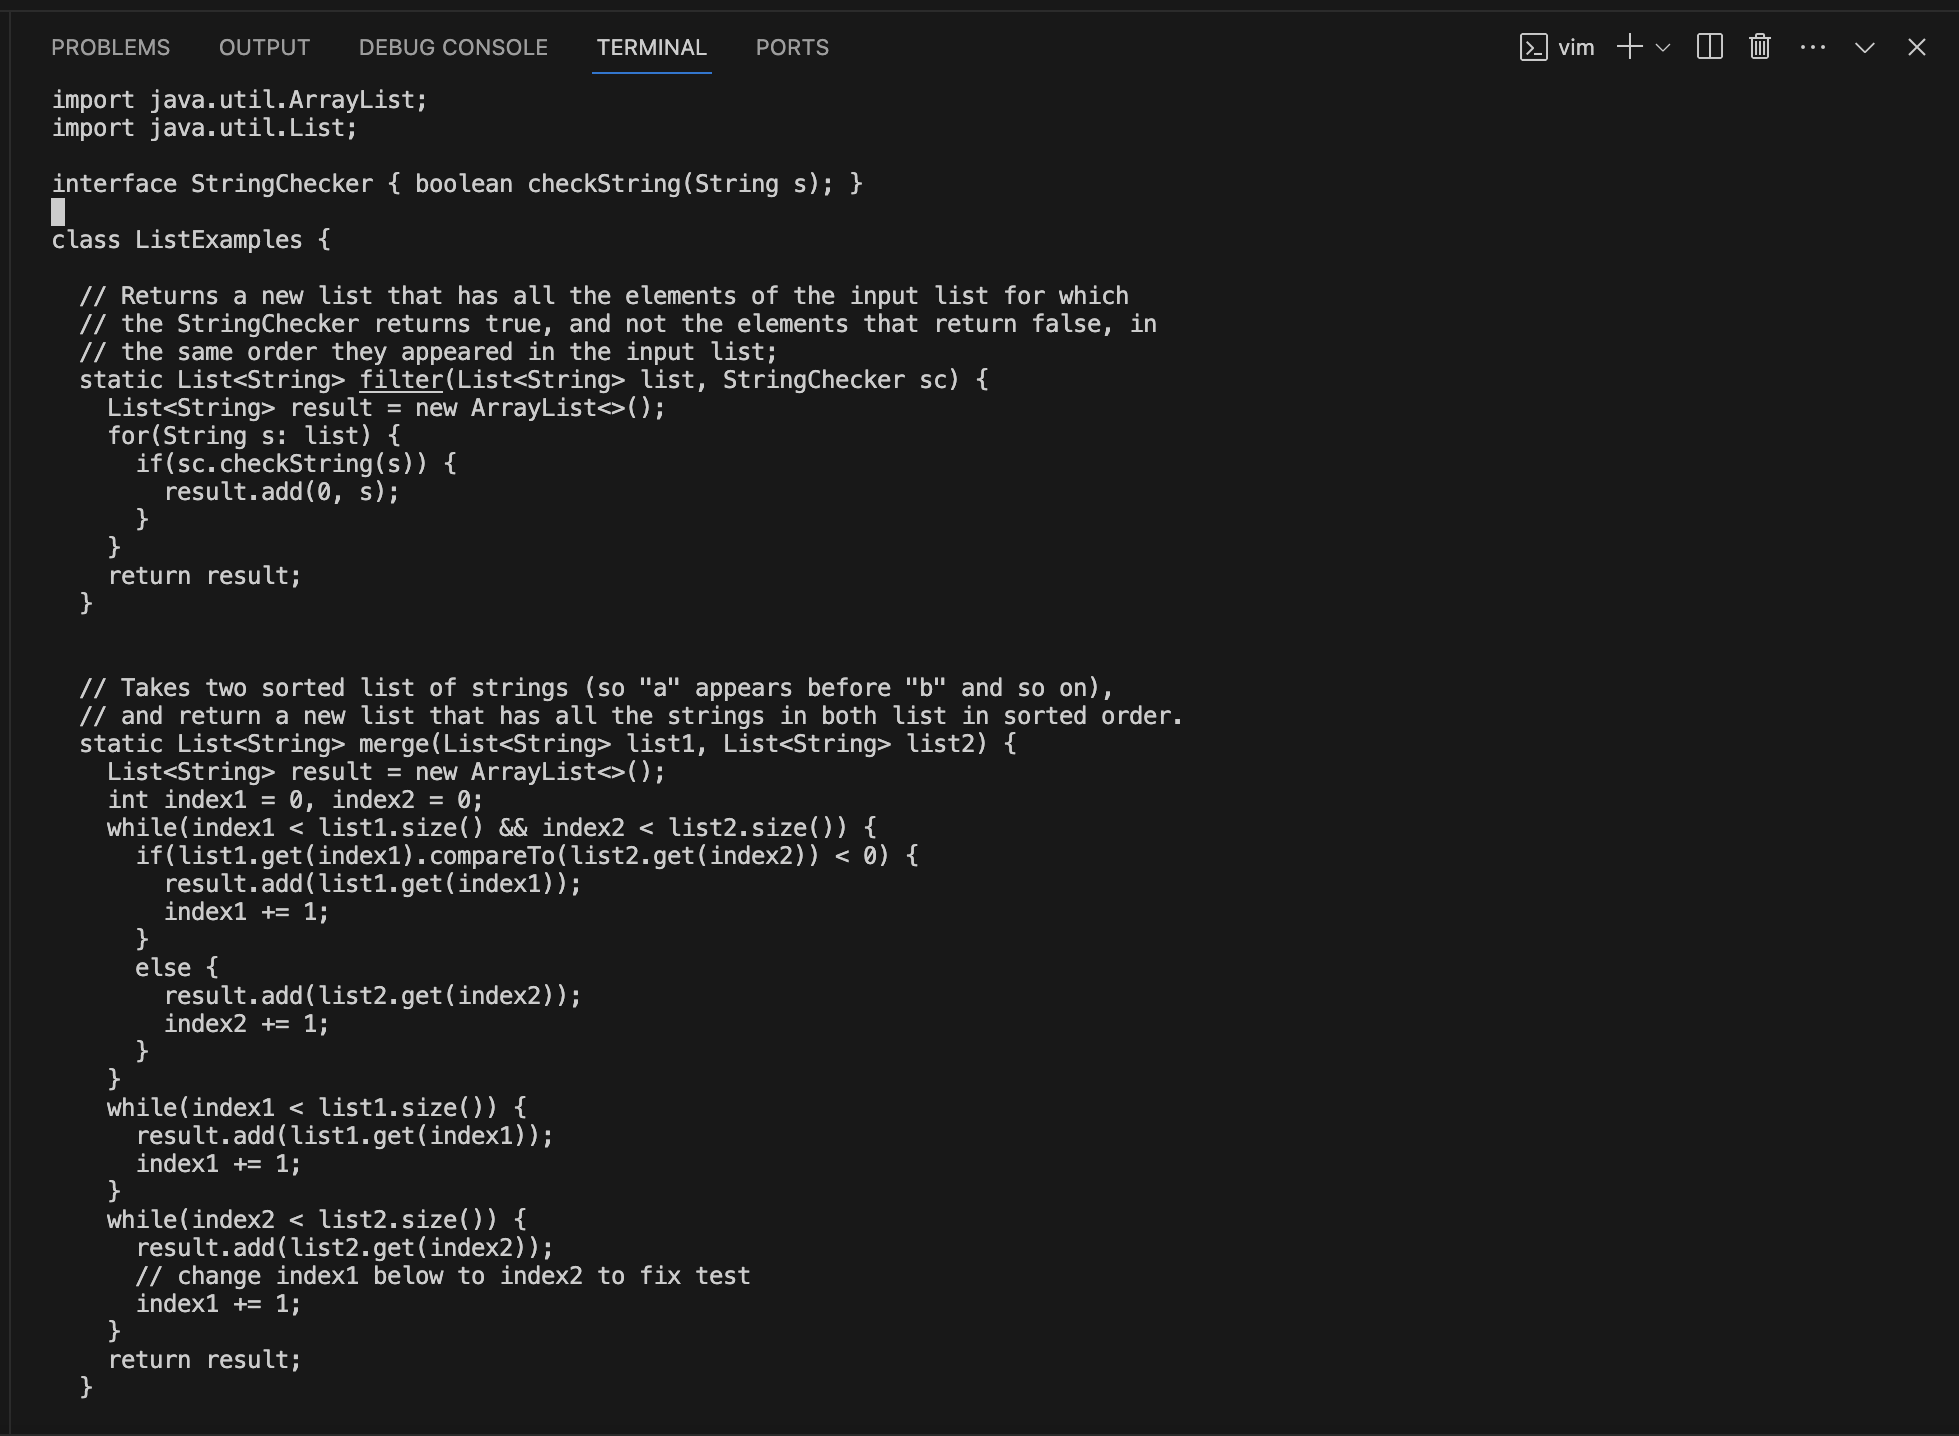 PROBLEMS OUTPUT DEBUG CONSOLE TERMINAL PORTS vim
import java.util.ArrayList;
import java.util.List;

interface StringChecker { boolean checkString(String s); }

class ListExamples {

  // Returns a new list that has all the elements of the input list for which
  // the StringChecker returns true, and not the elements that return false, in
  // the same order they appeared in the input list;
  static List<String> filter(List<String> list, StringChecker sc) {
    List<String> result = new ArrayList<>();
    for(String s: list) {
      if(sc.checkString(s)) {
        result.add(0, s);
      }
    }
    return result;
  }


  // Takes two sorted list of strings (so "a" appears before "b" and so on),
  // and return a new list that has all the strings in both list in sorted order.
  static List<String> merge(List<String> list1, List<String> list2) {
    List<String> result = new ArrayList<>();
    int index1 = 0, index2 = 0;
    while(index1 < list1.size() && index2 < list2.size()) {
      if(list1.get(index1).compareTo(list2.get(index2)) < 0) {
        result.add(list1.get(index1));
        index1 += 1;
      }
      else {
        result.add(list2.get(index2));
        index2 += 1;
      }
    }
    while(index1 < list1.size()) {
      result.add(list1.get(index1));
      index1 += 1;
    }
    while(index2 < list2.size()) {
      result.add(list2.get(index2));
      // change index1 below to index2 to fix test
      index1 += 1;
    }
    return result;
  }